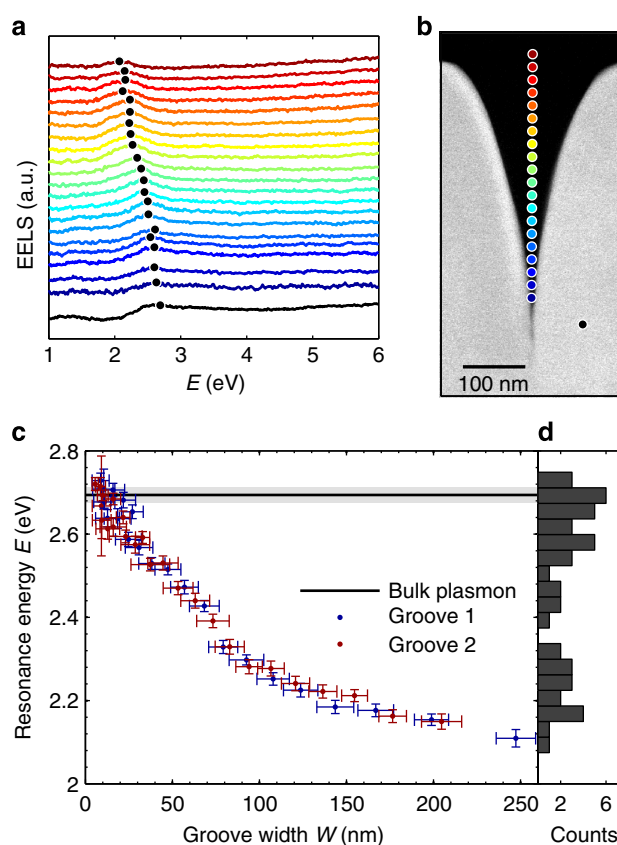 a
EELS (a.u.)
1 2 3 4 5 6
E (eV)
b
100 nm
c
Resonance energy E (eV)
2.8
2.6
2.4
2.2
2
Bulk plasmon
Groove 1
Groove 2
0 50 100 150 200 250
Groove width W (nm)
d
2 6
Counts